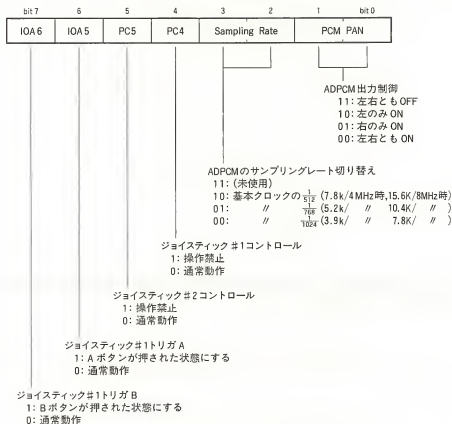 bit 7 6 5 4 3 2 1 bit 0
IOA6 IOA5 PC5 PC4 Sampling Rate PCM PAN
ADPCM出力制御
11:左右ともOFF
10:左のみON
01:右のみON
00:左右ともON
ADPCMのサンプリングレート切り替え
11:(未使用)
10:基本クロックの 1/512 (7.8k/4MHz時,15.6K/8MHz時)
01: 〃 1/768 (5.2k/ 〃 10.4K/ 〃 )
00: 〃 1/1024 (3.9k/ 〃 7.8K/ 〃 )
ジョイスティック#1コントロール
1:操作禁止
0:通常動作
ジョイスティック#2コントロール
1:操作禁止
0:通常動作
ジョイスティック#1トリガA
1:Aボタンが押された状態にする
0:通常動作
ジョイスティック#1トリガB
1:Bボタンが押された状態にする
0:通常動作